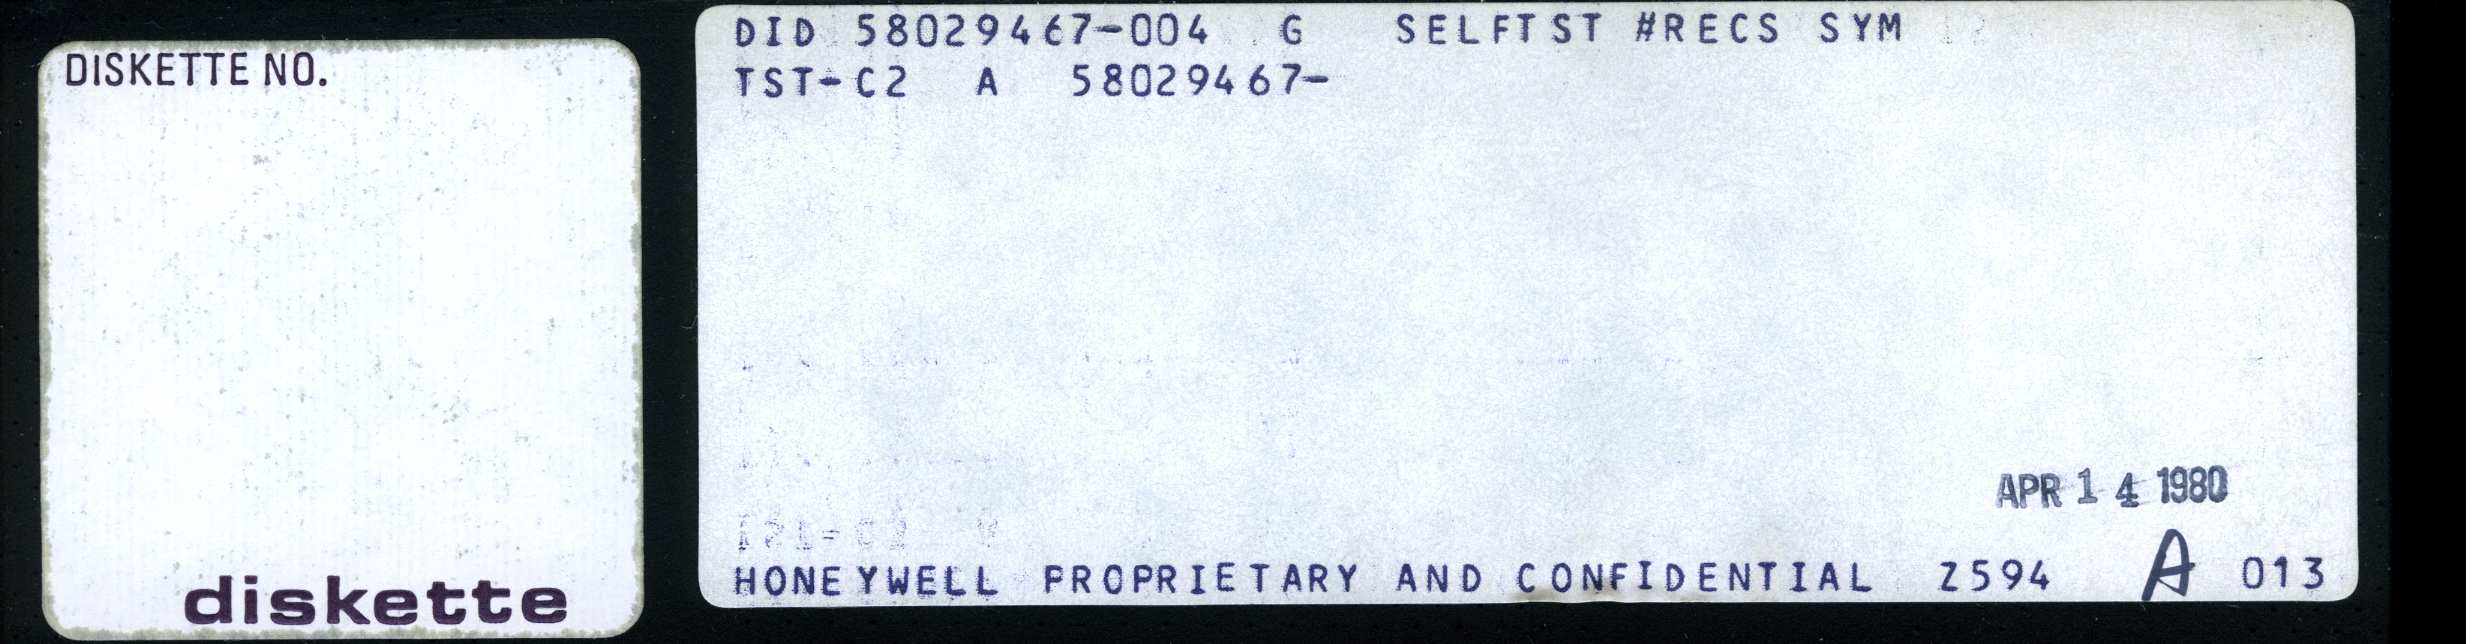 DISKETTE NO.
diskette
DID 58029467-004 G SELFTST #RECS SYM
TST-C2 A 58029467-
APR 14 1980
HONEYWELL PROPRIETARY AND CONFIDENTIAL Z594 A 013